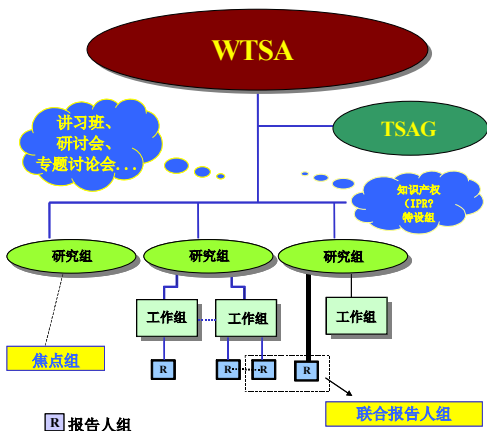 WTSA
讲习班、
研讨会、
专题讨论会...
TSAG
知识产权
(IPR?
特设组
研究组
研究组
研究组
工作组
工作组
工作组
R
R
R
R
焦点组
联合报告人组
R 报告人组